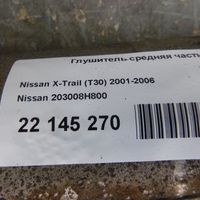 Глушитель средняя часть
Nissan X-Trail (T30) 2001-2006
Nissan 203008H800
22 145 270